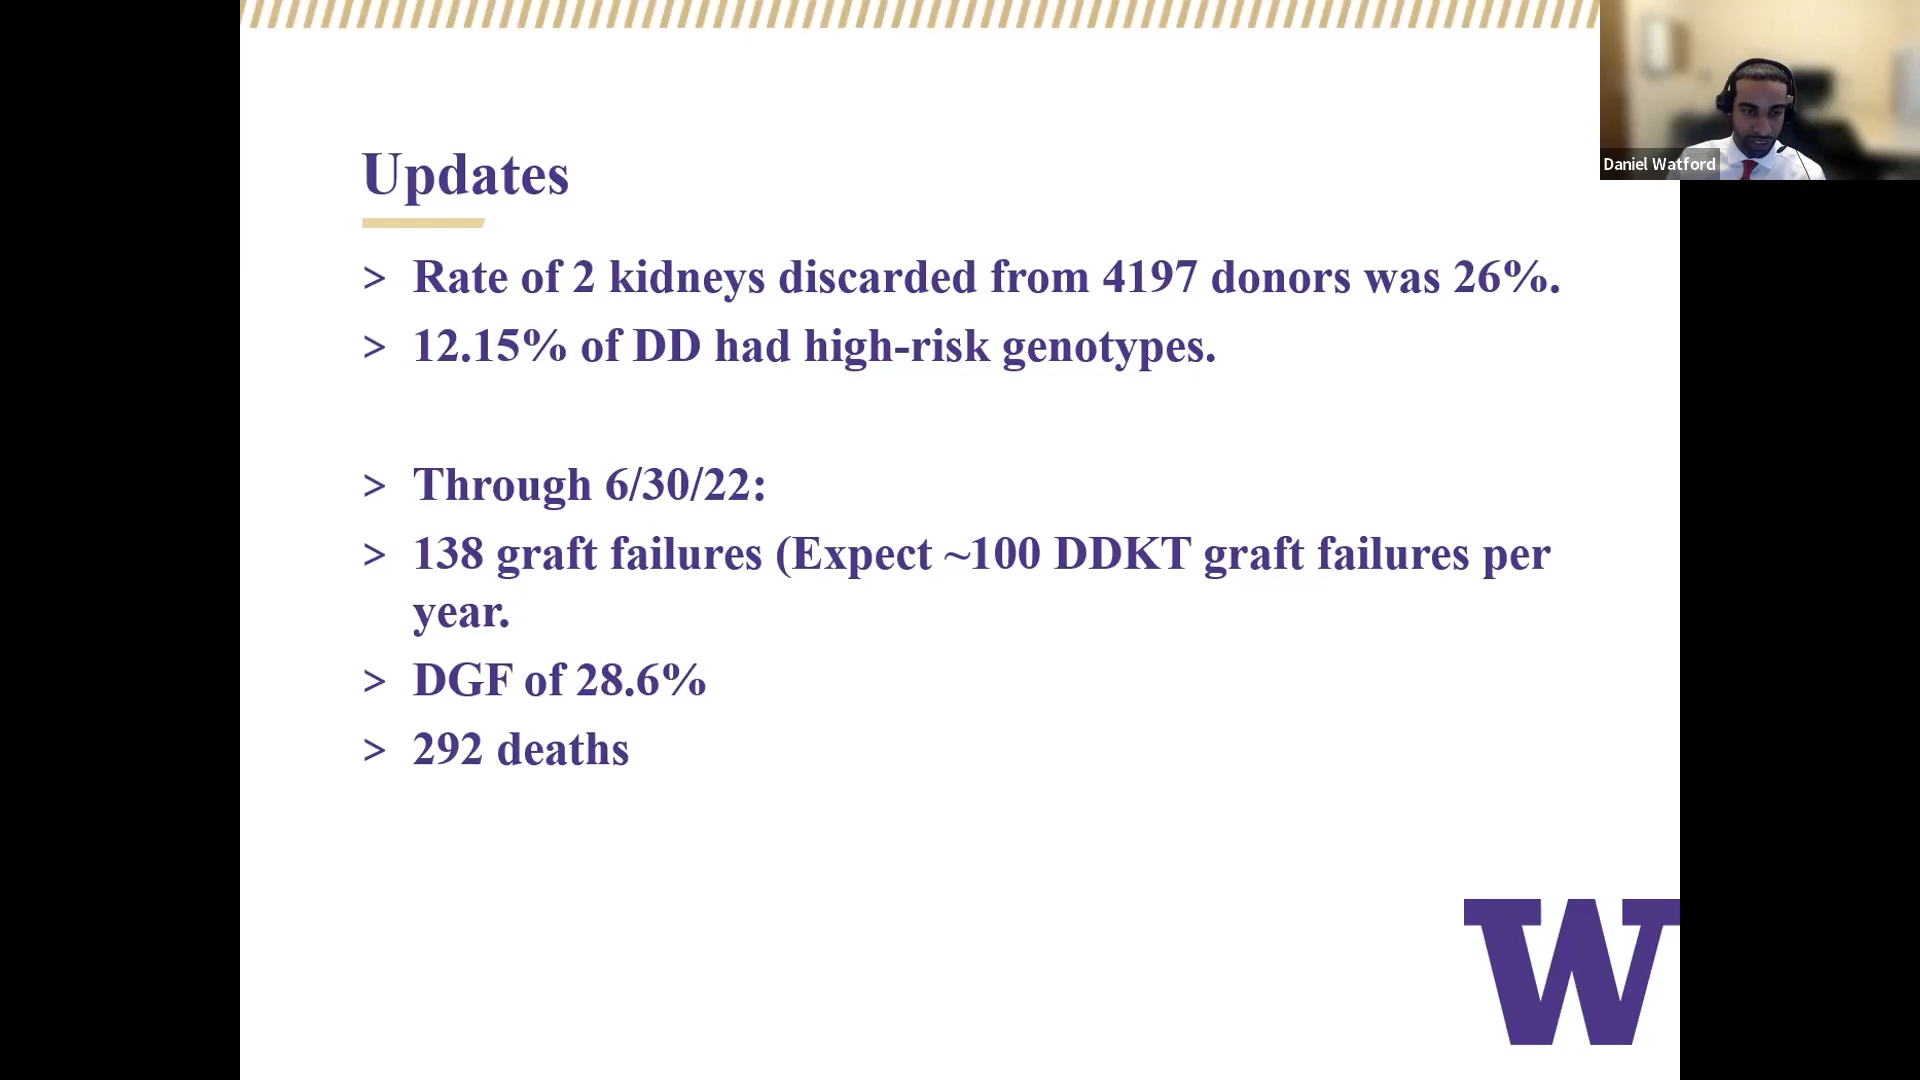 Daniel Watford
Updates
> Rate of 2 kidneys discarded from 4197 donors was 26%.
> 12.15% of DD had high-risk genotypes.
> Through 6/30/22:
> 138 graft failures (Expect ~100 DDKT graft failures per
year.
> DGF of 28.6%
> 292 deaths
W